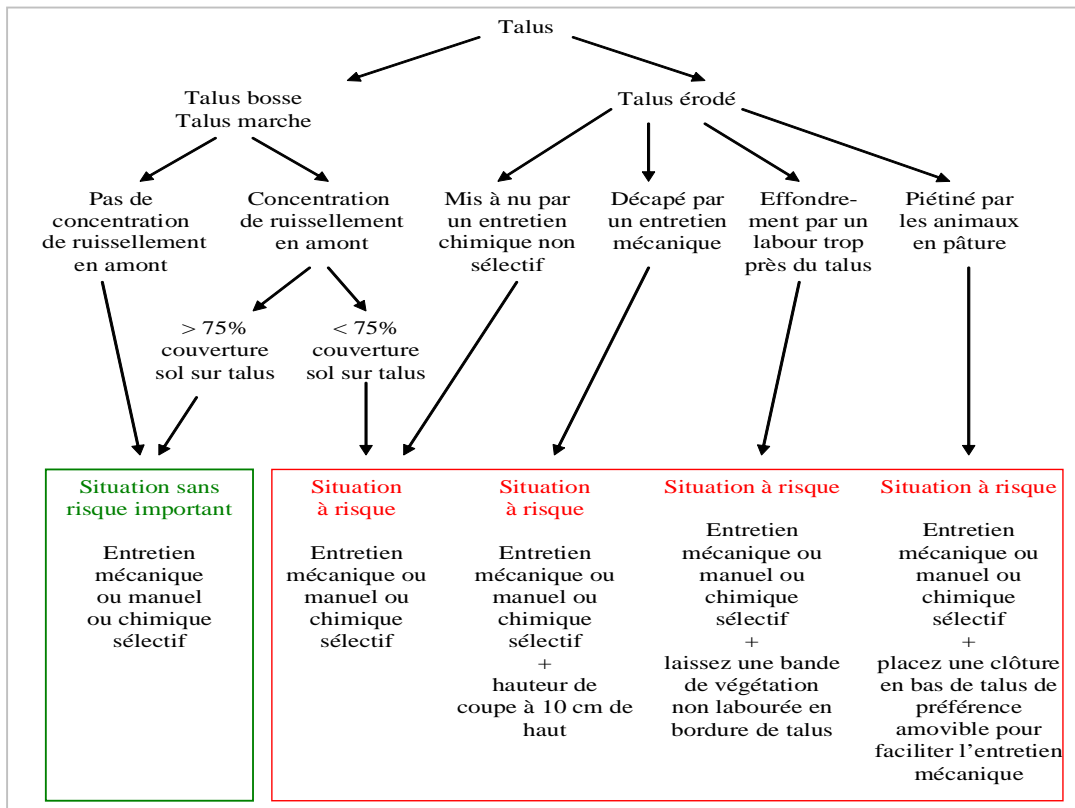 Talus
Talus bosse
Talus marche
Talus érodé
Pas de
concentration
de ruissellement
en amont
Concentration
de ruissellement
en amont
Mis à nu par
un entretien
chimique non
sélectif
Décapé par
un entretien
mécanique
Effondre-
ment par un
labour trop
près du talus
Piétiné par
les animaux
en pâture
> 75%
couverture
sol sur talus
< 75%
couverture
sol sur talus
Situation sans
risque important
Entretien
mécanique
ou manuel
ou chimique
sélectif
Situation
à risque
Entretien
mécanique ou
manuel ou
chimique
sélectif
Situation
à risque
Entretien
mécanique ou
manuel ou
chimique
sélectif
+
hauteur de
coupe à 10 cm de
haut
Situation à risque
Entretien
mécanique ou
manuel ou
chimique
sélectif
+
laissez une bande
de végétation
non labourée en
bordure de talus
Situation à risque
Entretien
mécanique ou
manuel ou
chimique
sélectif
+
placez une clôture
en bas de talus de
préférence
amovible pour
faciliter l'entretien
mécanique